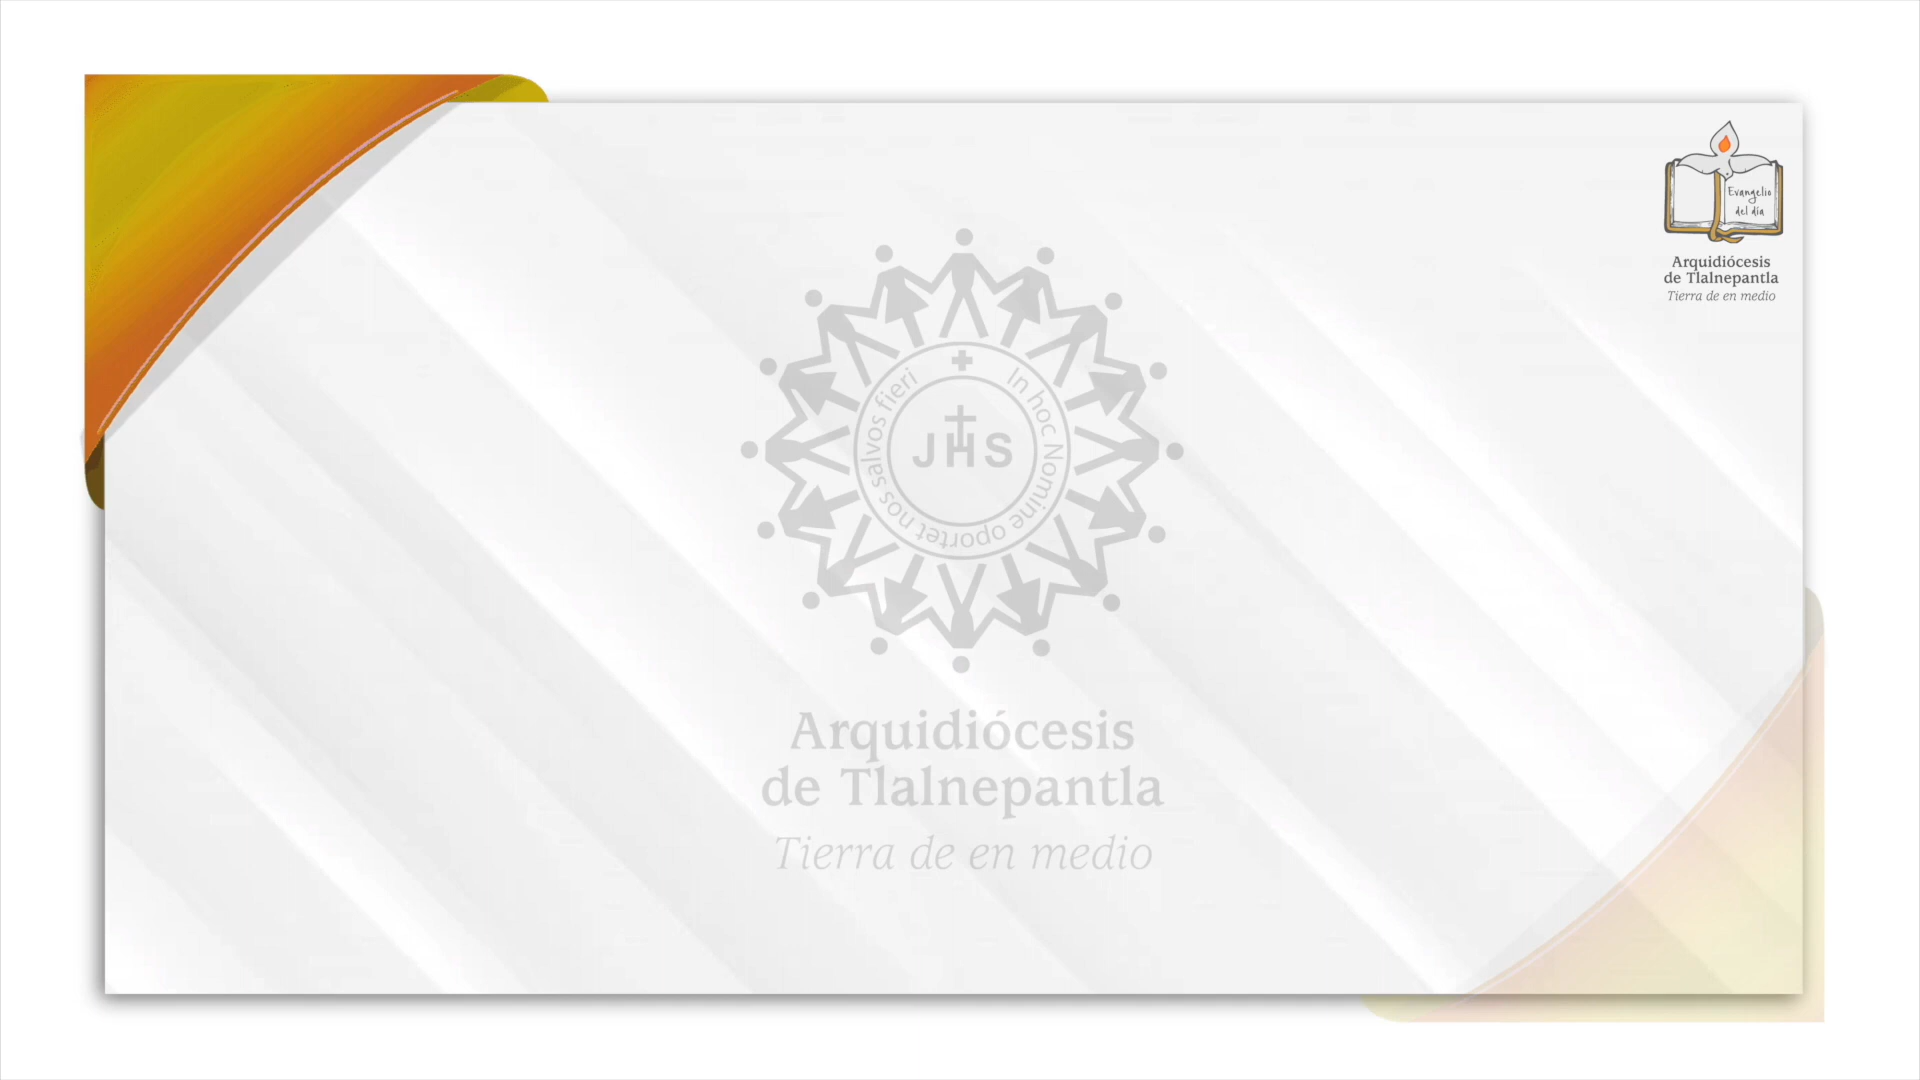 Evangelio
del día
Arquidiócesis
de Tlalnepantla
Tierra de en medio
In hoc Nomine oportet nos salvos fieri
JHS
Arquidiócesis
de Tlalnepantla
Tierra de en medio